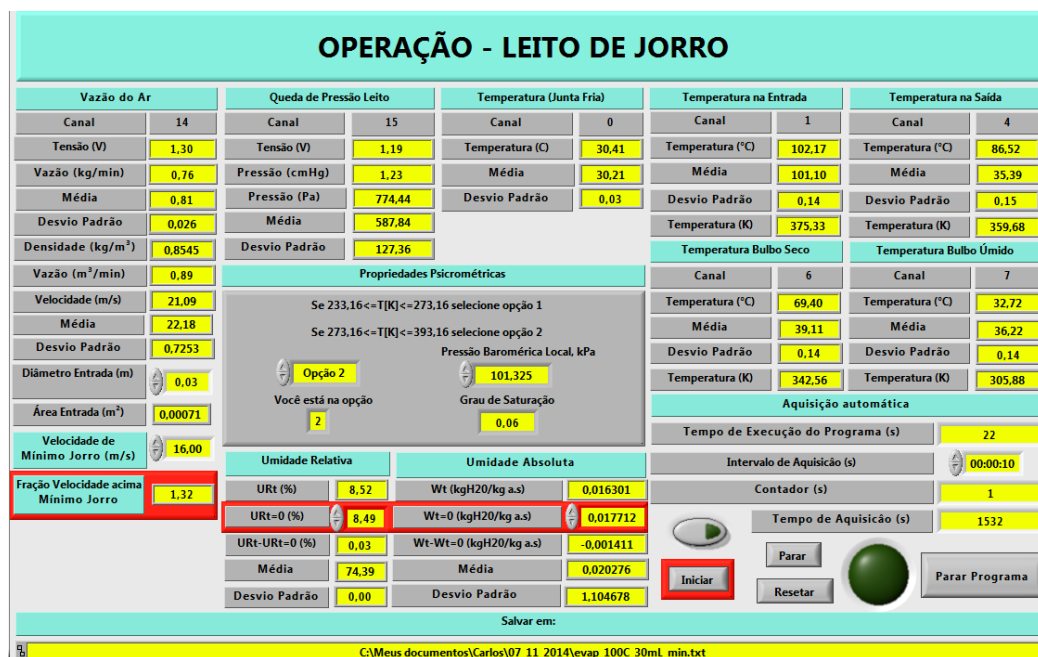 OPERAÇÃO - LEITO DE JORRO
Vazão do Ar
Canal 14
Tensão (V) 1,30
Vazão (kg/min) 0,76
Média 0,81
Desvio Padrão 0,026
Densidade (kg/m³) 0,8545
Vazão (m³/min) 0,89
Velocidade (m/s) 21,09
Média 22,18
Desvio Padrão 0,7253
Diâmetro Entrada (m) 0,03
Área Entrada (m²) 0,00071
Velocidade de
Mínimo Jorro (m/s) 16,00
Fração Velocidade acima
Mínimo Jorro 1,32
Queda de Pressão Leito
Canal 15
Tensão (V) 1,19
Pressão (cmHg) 1,23
Pressão (Pa) 774,44
Média 587,84
Desvio Padrão 127,36
Temperatura (Junta Fria)
Canal 0
Temperatura (C) 30,41
Média 30,21
Desvio Padrão 0,03
Temperatura na Entrada
Canal 1
Temperatura (°C) 102,17
Média 101,10
Desvio Padrão 0,14
Temperatura (K) 375,33
Temperatura na Saída
Canal 4
Temperatura (°C) 86,52
Média 35,39
Desvio Padrão 0,15
Temperatura (K) 359,68
Temperatura Bulbo Seco
Canal 6
Temperatura (°C) 69,40
Média 39,11
Desvio Padrão 0,14
Temperatura (K) 342,56
Temperatura Bulbo Úmido
Canal 7
Temperatura (°C) 32,72
Média 36,22
Desvio Padrão 0,14
Temperatura (K) 305,88
Propriedades Psicrométricas
Se 233,16<=T[K]<=273,16 selecione opção 1
Se 273,16<=T[K]<=393,16 selecione opção 2
Opção 2
Você está na opção
2
Pressão Baromérica Local, kPa
101,325
Grau de Saturação
0,06
Umidade Relativa
URt (%) 8,52
URt=0 (%) 8,49
URt-URt=0 (%) 0,03
Média 74,39
Desvio Padrão 0,00
Umidade Absoluta
Wt (kgH20/kg a.s) 0,016301
Wt=0 (kgH20/kg a.s) 0,017712
Wt-Wt=0 (kgH20/kg a.s) -0,001411
Média 0,020276
Desvio Padrão 1,104678
Aquisição automática
Tempo de Execução do Programa (s) 22
Intervalo de Aquisicâo (s) 00:00:10
Contador (s) 1
Tempo de Aquisicâo (s) 1532
Iniciar
Parar
Resetar
Parar Programa
Salvar em:
C:\Meus documentos\Carlos\07_11_2014\evap_100C_30mL_min.txt